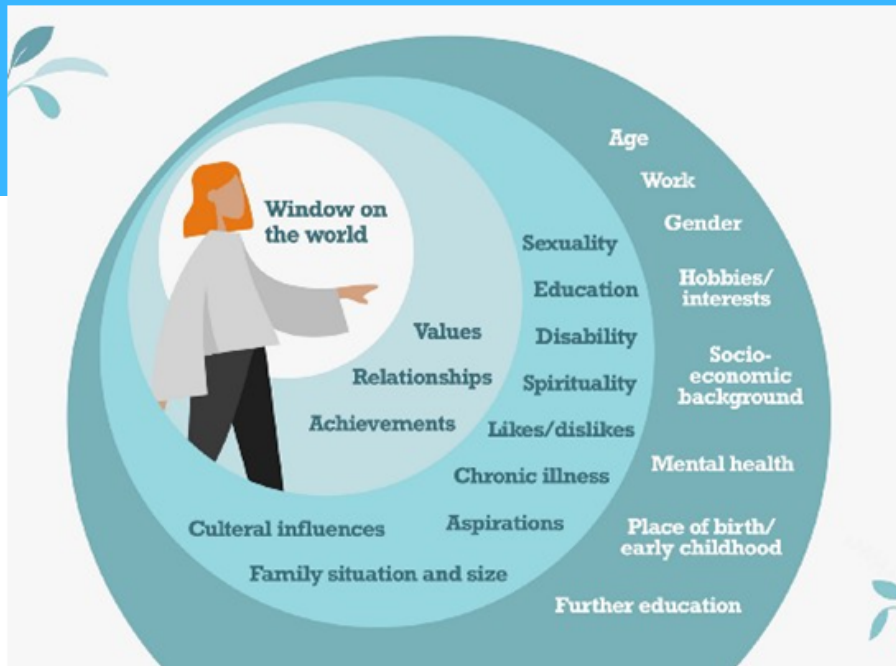 Window on
the world
Values
Relationships
Achievements
Sexuality
Education
Disability
Spirituality
Likes/dislikes
Chronic illness
Aspirations
Culteral influences
Family situation and size
Age
Work
Gender
Hobbies/
interests
Socio-
economic
background
Mental health
Place of birth/
early childhood
Further education